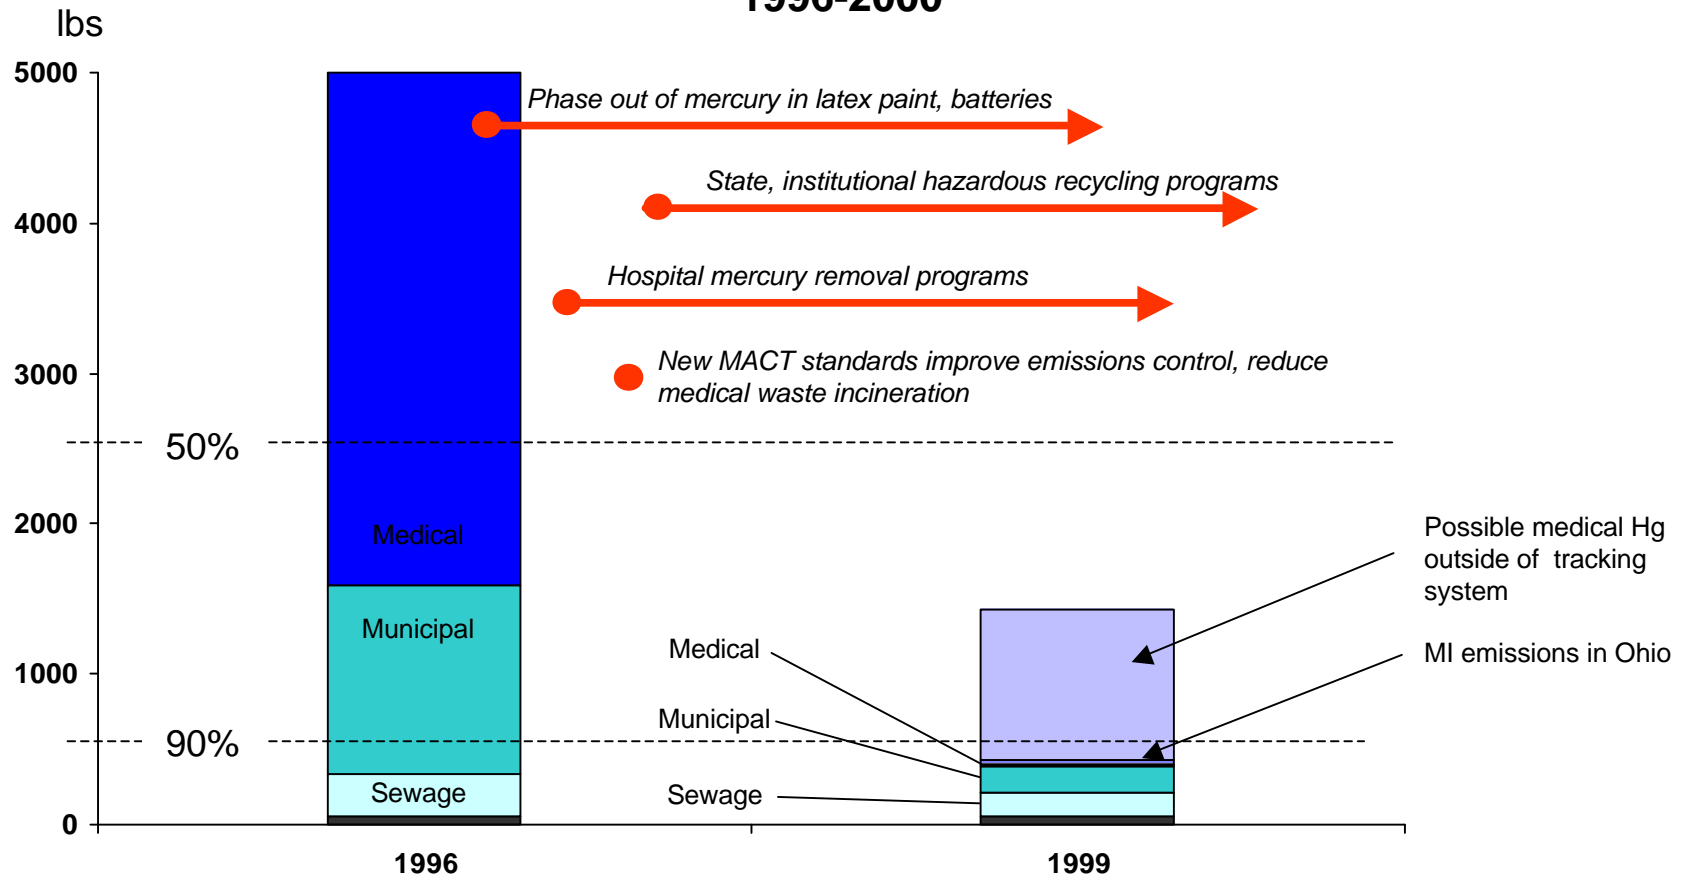 1996-2000
lbs
5000
Phase out of mercury in latex paint, batteries
State, institutional hazardous recycling programs
4000
Hospital mercury removal programs
New MACT standards improve emissions control, reduce
medical waste incineration
3000
50%
2000
Medical
Possible medical Hg
outside of tracking
system
Municipal
Medical
MI emissions in Ohio
1000
Municipal
90%
Sewage
Sewage
0
1996
1999